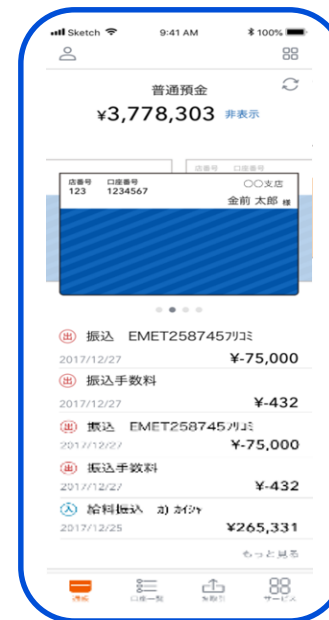 Sketch 9:41 AM 100%
普通預金
¥3,778,303 非表示
店番号 口座番号
店番号 口座番号 〇〇支店
123 1234567
金前 太郎 様
出 振込 EMET258745フリコミ
2017/12/27 ¥-75,000
出 振込手数料
2017/12/27 ¥-432
出 振込 EMET258745フリコミ
2017/12/27 ¥-75,000
出 振込手数料
2017/12/27 ¥-432
入 給料振込 カ) カイシャ
2017/12/25 ¥265,331
もっと見る
通帳 口座一覧 お取引 サービス